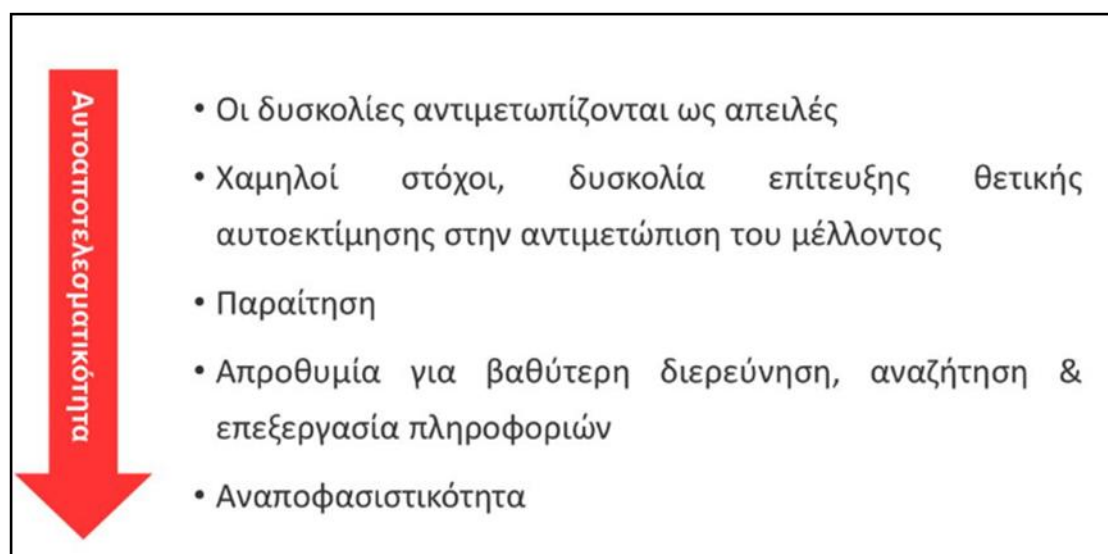 Αυτοαποτελεσματικότητα
• Οι δυσκολίες αντιμετωπίζονται ως απειλές
• Χαμηλοί στόχοι, δυσκολία επίτευξης θετικής
αυτοεκτίμησης στην αντιμετώπιση του μέλλοντος
• Παραίτηση
• Απροθυμία για βαθύτερη διερεύνηση, αναζήτηση &
επεξεργασία πληροφοριών
• Αναποφασιστικότητα